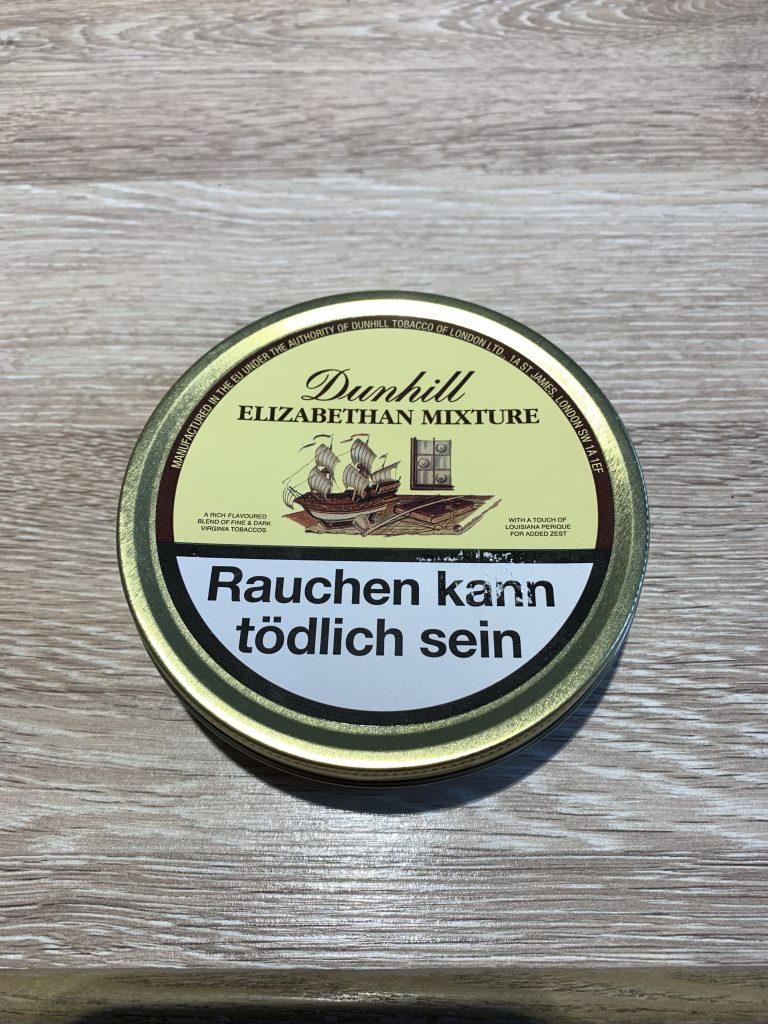 MANUFACTURED IN THE EU UNDER THE AUTHORITY OF DUNHILL TOBACCO OF LONDON LTD., 1A ST JAMES, LONDON SW 1A 1EF
Dunhill
ELIZABETHAN MIXTURE
A RICH FLAVOURED
BLEND OF FINE & DARK
VIRGINIA TOBACCOS
WITH A TOUCH OF
LOUISIANA PERIQUE
FOR ADDED ZEST
Rauchen kann
tödlich sein